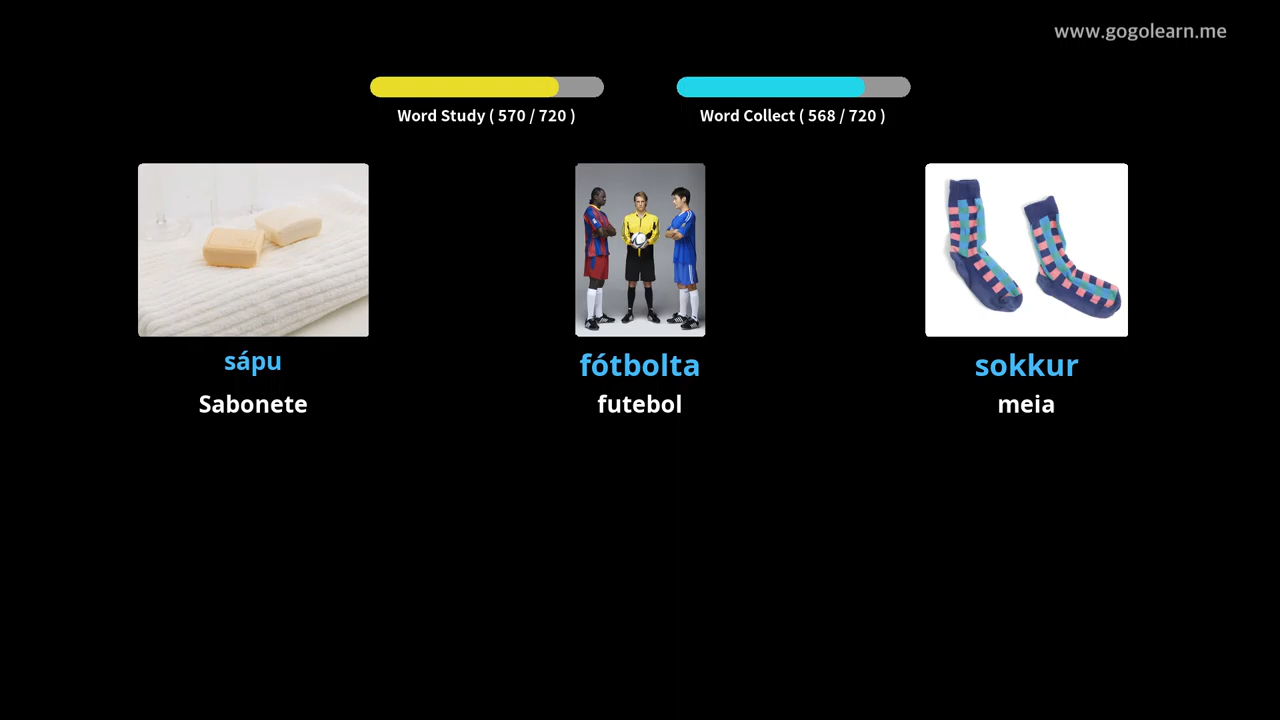 www.gogolearn.me
Word Study ( 570 / 720 )
Word Collect ( 568 / 720 )
sápu
fótbolta
sokkur
Sabonete
futebol
meia